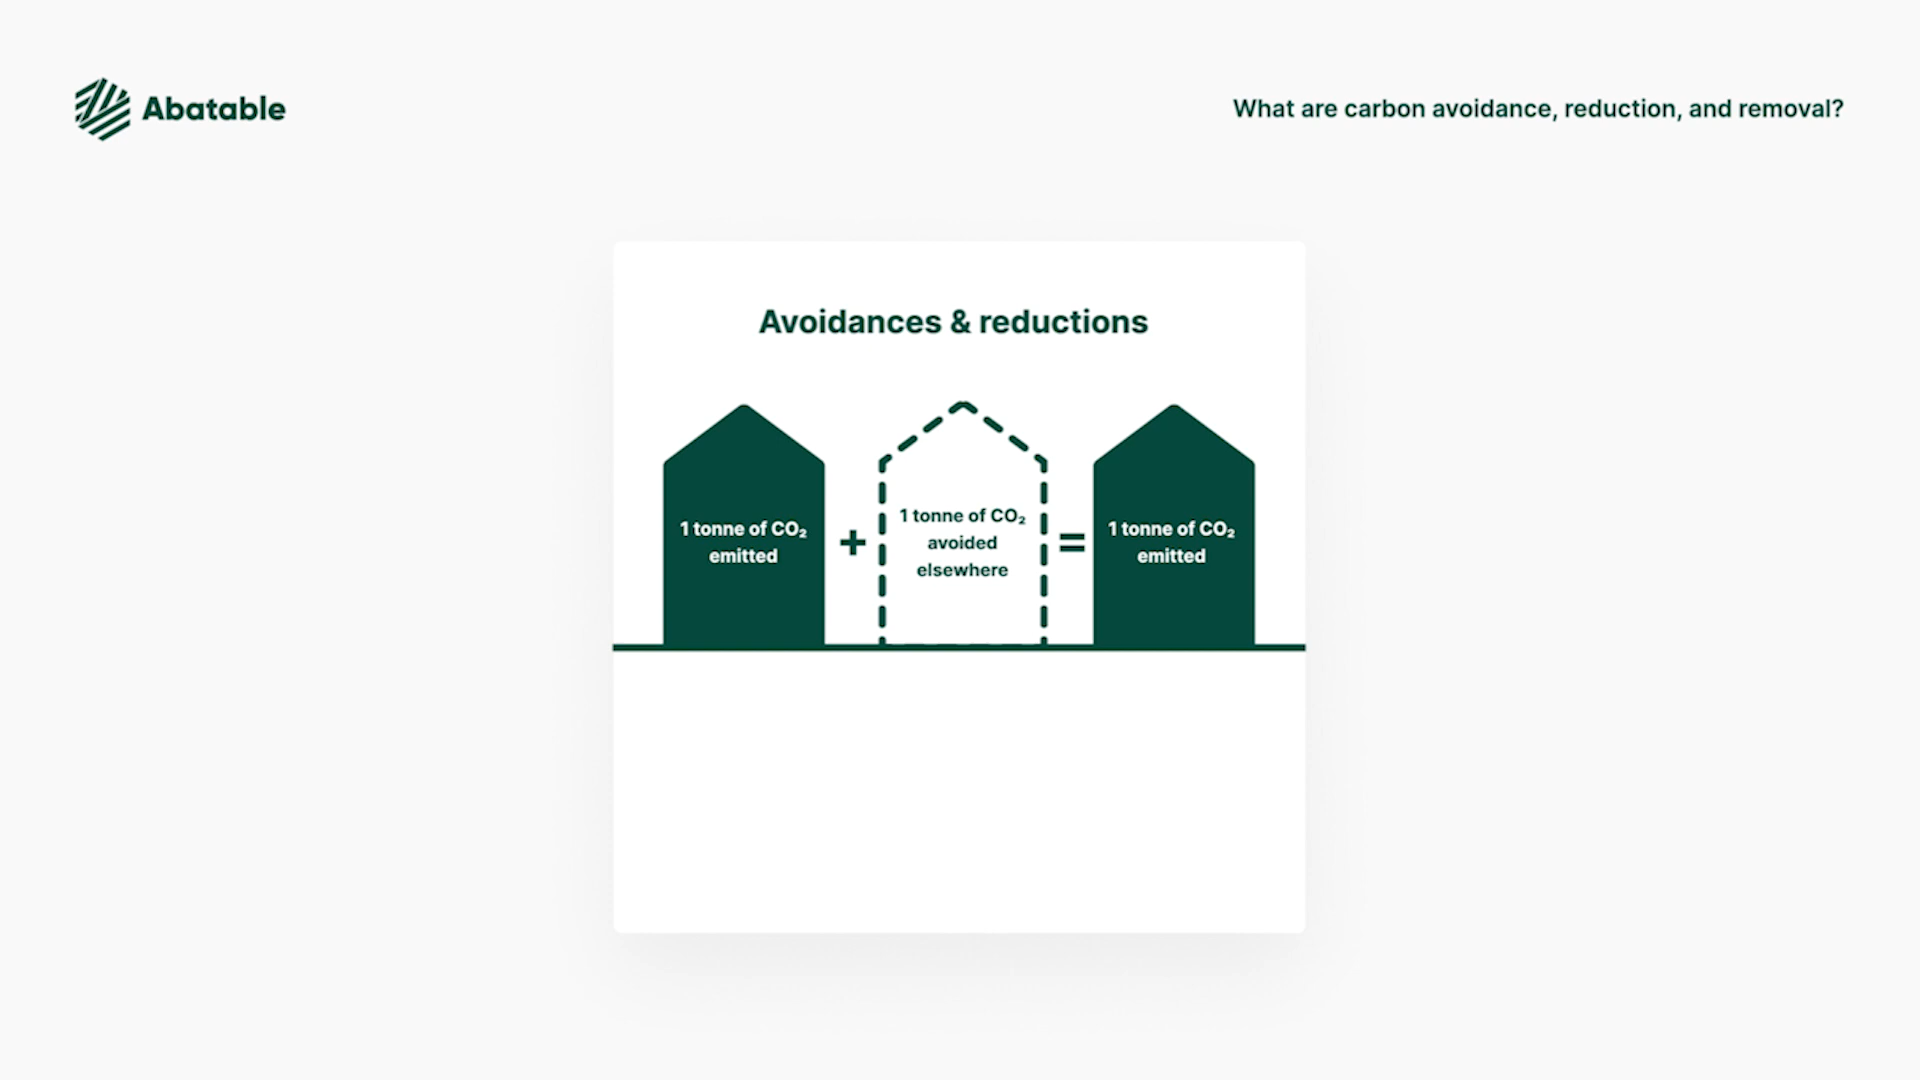 Abatable
What are carbon avoidance, reduction, and removal?
Avoidances & reductions
1 tonne of CO₂
emitted
+
1 tonne of CO₂
avoided
elsewhere
=
1 tonne of CO₂
emitted